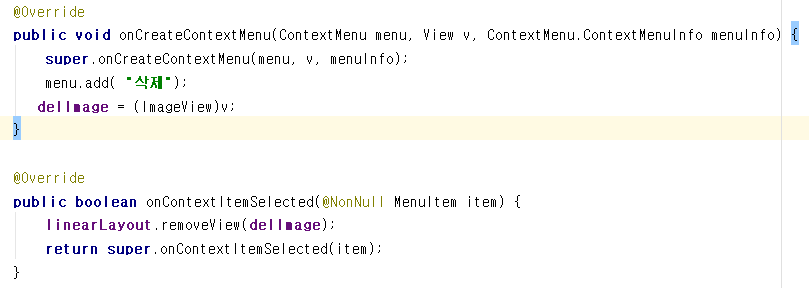 @Override
public void onCreateContextMenu(ContextMenu menu, View v, ContextMenu.ContextMenuInfo menuInfo) {
super.onCreateContextMenu(menu, v, menuInfo);
menu.add( "삭제");
delImage = (ImageView)v;
}
@Override
public boolean onContextItemSelected(@NonNull MenuItem item) {
linearLayout.removeView(delImage);
return super.onContextItemSelected(item);
}